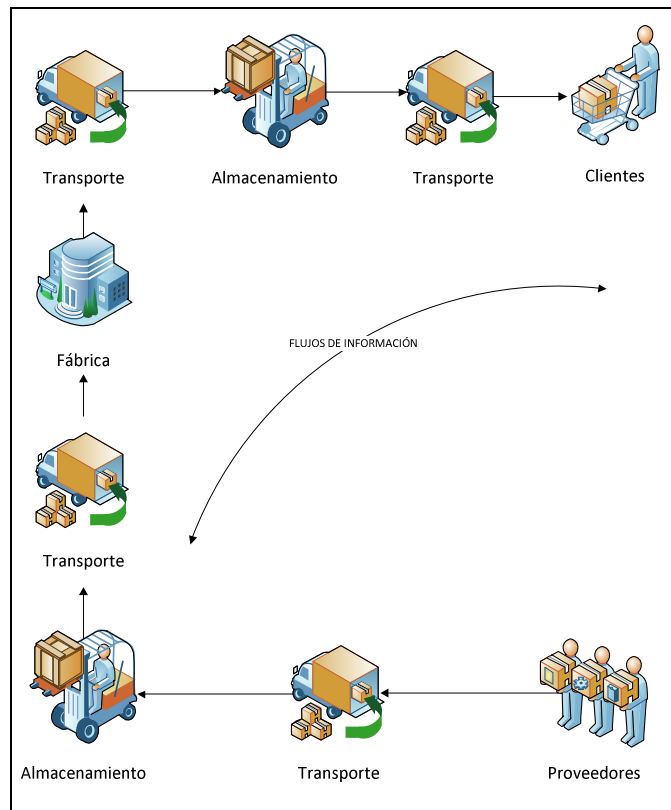 Transporte
Almacenamiento
Transporte
Clientes
Fábrica
FLUJOS DE INFORMACIÓN
Transporte
Almacenamiento
Transporte
Proveedores